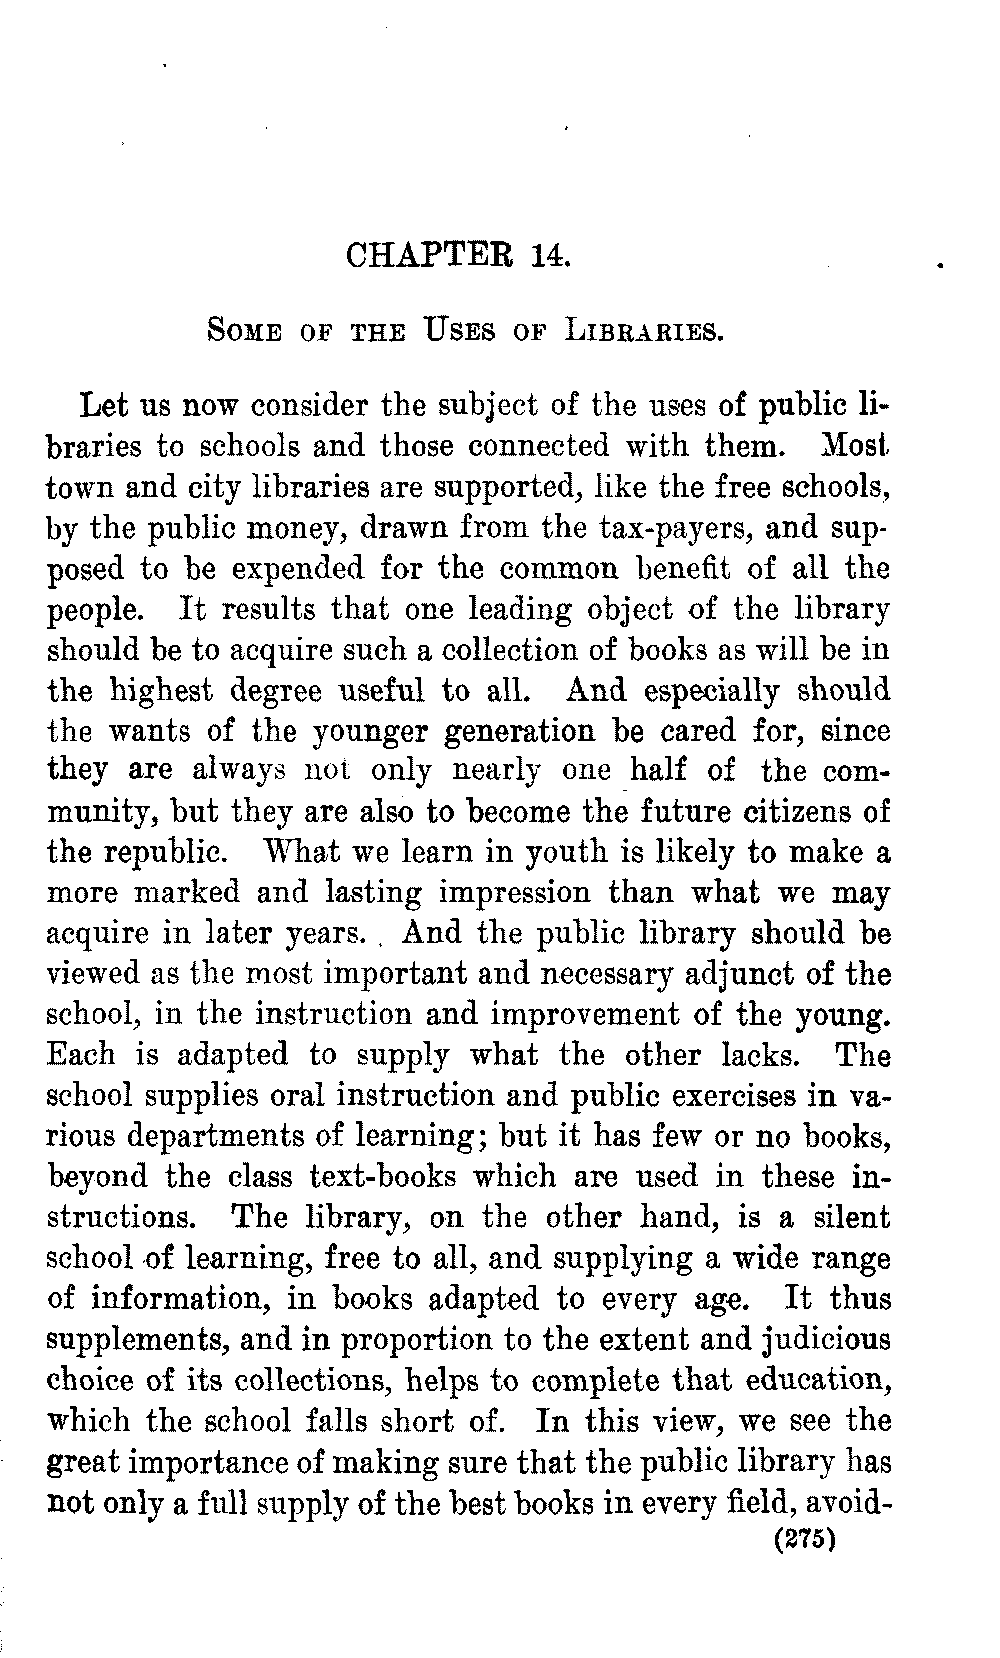 CHAPTER 14.
SOME OF THE USES OF LIBRARIES.
Let us now consider the subject of the uses of public li-
braries to schools and those connected with them. Most
town and city libraries are supported, like the free schools,
by the public money, drawn from the tax-payers, and sup-
posed to be expended for the common benefit of all the
people. It results that one leading object of the library
should be to acquire such a collection of books as will be in
the highest degree useful to all. And especially should
the wants of the younger generation be cared for, since
they are always not only nearly one half of the com-
munity, but they are also to become the future citizens of
the republic. What we learn in youth is likely to make a
more marked and lasting impression than what we may
acquire in later years. And the public library should be
viewed as the most important and necessary adjunct of the
school, in the instruction and improvement of the young.
Each is adapted to supply what the other lacks. The
school supplies oral instruction and public exercises in va-
rious departments of learning; but it has few or no books,
beyond the class text-books which are used in these in-
structions. The library, on the other hand, is a silent
school of learning, free to all, and supplying a wide range
of information, in books adapted to every age. It thus
supplements, and in proportion to the extent and judicious
choice of its collections, helps to complete that education,
which the school falls short of. In this view, we see the
great importance of making sure that the public library has
not only a full supply of the best books in every field, avoid-
(275)